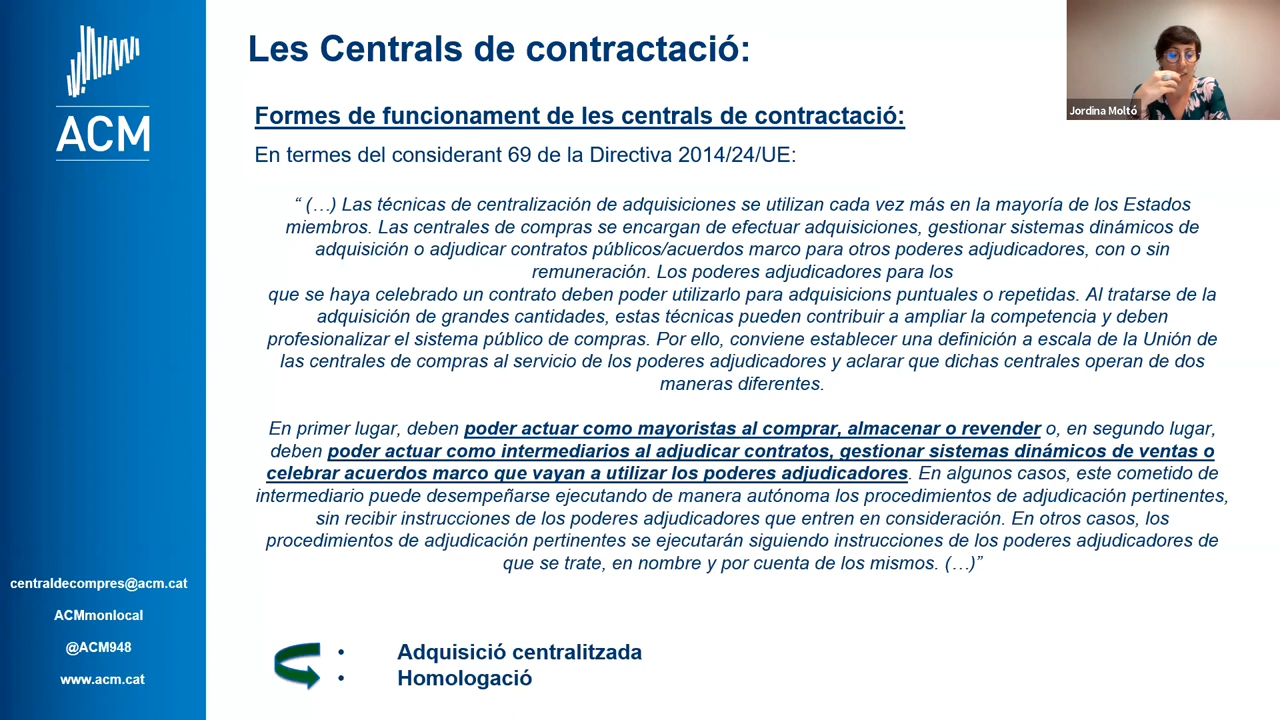 Les Centrals de contractació:
Jordina Moltó
ACM
Formes de funcionament de les centrals de contractació:
En termes del considerant 69 de la Directiva 2014/24/UE:
“ (…) Las técnicas de centralización de adquisiciones se utilizan cada vez más en la mayoría de los Estados
miembros. Las centrales de compras se encargan de efectuar adquisiciones, gestionar sistemas dinámicos de
adquisición o adjudicar contratos públicos/acuerdos marco para otros poderes adjudicadores, con o sin
remuneración. Los poderes adjudicadores para los
que se haya celebrado un contrato deben poder utilizarlo para adquisicions puntuales o repetidas. Al tratarse de la
adquisición de grandes cantidades, estas técnicas pueden contribuir a ampliar la competencia y deben
profesionalizar el sistema público de compras. Por ello, conviene establecer una definición a escala de la Unión de
las centrales de compras al servicio de los poderes adjudicadores y aclarar que dichas centrales operan de dos
maneras diferentes.
En primer lugar, deben poder actuar como mayoristas al comprar, almacenar o revender o, en segundo lugar,
deben poder actuar como intermediarios al adjudicar contratos, gestionar sistemas dinámicos de ventas o
celebrar acuerdos marco que vayan a utilizar los poderes adjudicadores. En algunos casos, este cometido de
intermediario puede desempeñarse ejecutando de manera autónoma los procedimientos de adjudicación pertinentes,
sin recibir instrucciones de los poderes adjudicadores que entren en consideración. En otros casos, los
procedimientos de adjudicación pertinentes se ejecutarán siguiendo instrucciones de los poderes adjudicadores de
que se trate, en nombre y por cuenta de los mismos. (…)”
centraldecompres@acm.cat
ACMmonlocal
@ACM948
www.acm.cat
• Adquisició centralitzada
• Homologació